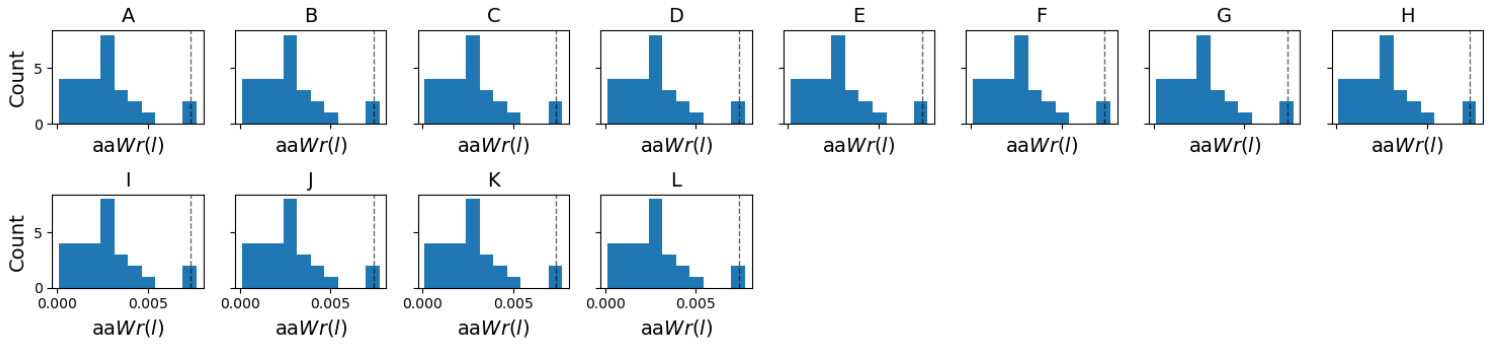 A B C D E F G H
Count
5
0
aaWr(l) aaWr(l) aaWr(l) aaWr(l) aaWr(l) aaWr(l) aaWr(l) aaWr(l)
I J K L
Count
5
0
0.000 0.005 0.000 0.005 0.000 0.005 0.000 0.005
aaWr(l) aaWr(l) aaWr(l) aaWr(l)